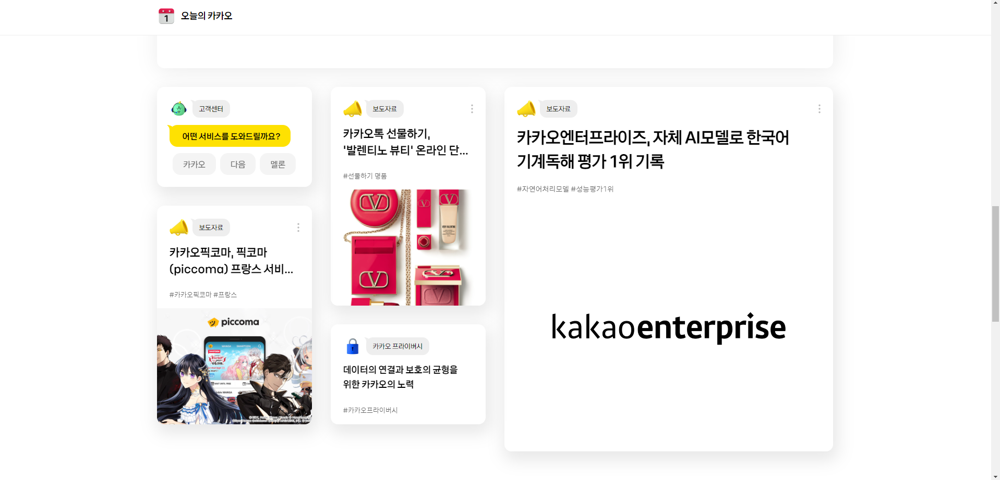 1
오늘의 카카오
고객센터
어떤 서비스를 도와드릴까요?
카카오
다음
멜론
보도자료
카카오픽코마, 픽코마
(piccoma) 프랑스 서비...
#카카오픽코마 #프랑스
piccoma
MANGA SMARTOON
보도자료
카카오톡 선물하기,
'발렌티노 뷰티' 온라인 단...
#선물하기 명품
VERY VALENTINO
카카오 프라이버시
데이터의 연결과 보호의 균형을
위한 카카오의 노력
#카카오프라이버시
보도자료
카카오엔터프라이즈, 자체 AI모델로 한국어
기계독해 평가 1위 기록
#자연어처리모델 #성능평가1위
kakaoenterprise